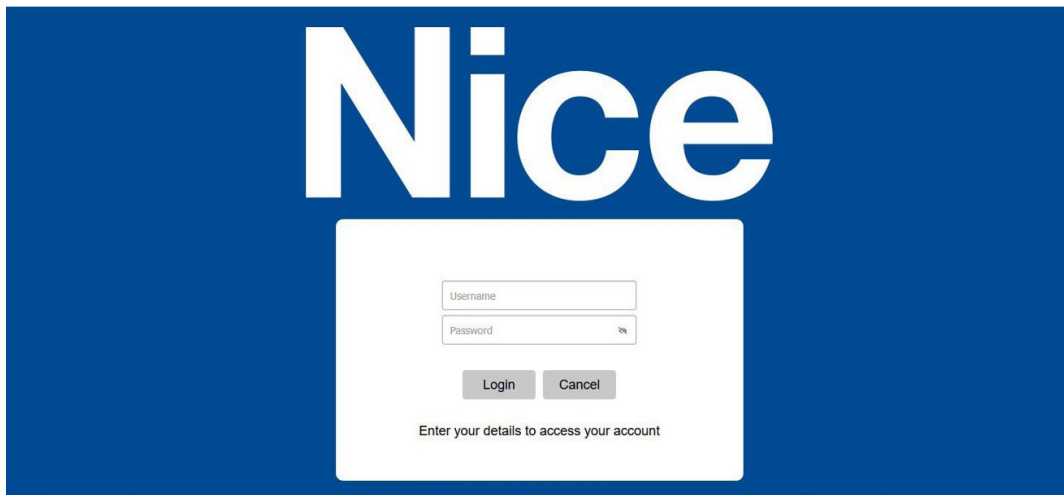 Nice
Username
Password
Login Cancel
Enter your details to access your account